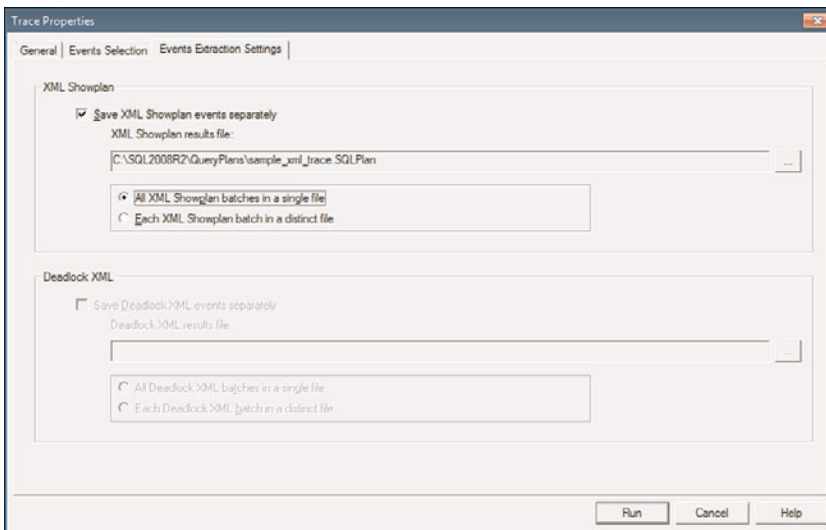 Trace Properties
General Events Selection Events Extraction Settings
XML Showplan
Save XML Showplan events separately
XML Showplan results file:
C:\SQL2008R2\QueryPlans\sample_xml_trace.SQLPlan
...
All XML Showplan batches in a single file
Each XML Showplan batch in a distinct file
Deadlock XML
Save Deadlock XML events separately
Deadlock XML results file:
...
All Deadlock XML batches in a single file
Each Deadlock XML batch in a distinct file
Run Cancel Help